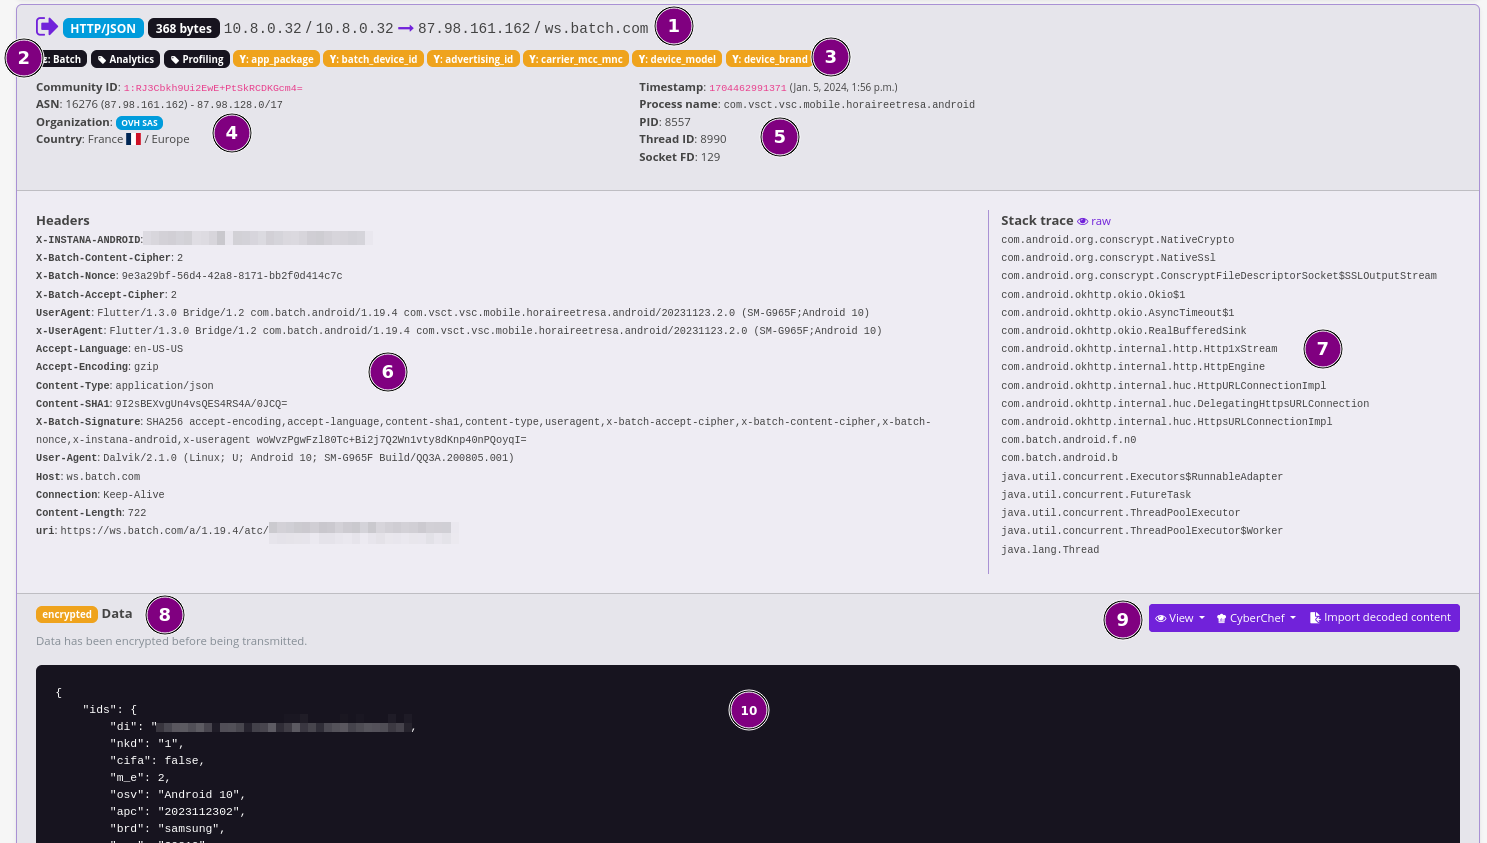 HTTP/JSON 368 bytes 10.8.0.32 / 10.8.0.32 → 87.98.161.162 / ws.batch.com 1
2 : Batch Analytics Profiling Y: app_package Y: batch_device_id Y: advertising_id Y: carrier_mcc_mnc Y: device_model Y: device_brand 3
Community ID: 1:RJ3Cbkh9Ui2EwE+PtSkRCDKGcm4=
ASN: 16276 (87.98.161.162) - 87.98.128.0/17
Organization: OVH SAS
Country: France / Europe
4
Timestamp: 1704462991371 (Jan. 5, 2024, 1:56 p.m.)
Process name: com.vsct.vsc.mobile.horaireetresa.android
PID: 8557
Thread ID: 8990
Socket FD: 129
5
Headers
X-INSTANA-ANDROID:
X-Batch-Content-Cipher: 2
X-Batch-Nonce: 9e3a29bf-56d4-42a8-8171-bb2f0d414c7c
X-Batch-Accept-Cipher: 2
UserAgent: Flutter/1.3.0 Bridge/1.2 com.batch.android/1.19.4 com.vsct.vsc.mobile.horaireetresa.android/20231123.2.0 (SM-G965F;Android 10)
x-UserAgent: Flutter/1.3.0 Bridge/1.2 com.batch.android/1.19.4 com.vsct.vsc.mobile.horaireetresa.android/20231123.2.0 (SM-G965F;Android 10)
Accept-Language: en-US-US
Accept-Encoding: gzip
6
Content-Type: application/json
Content-SHA1: 9I2sBEXvgUn4vsQES4RS4A/0JCQ=
X-Batch-Signature: SHA256 accept-encoding,accept-language,content-sha1,content-type,useragent,x-batch-accept-cipher,x-batch-content-cipher,x-batch-
nonce,x-instana-android,x-useragent woWvzPgwFzl80Tc+Bi2j7Q2Wn1vty8dKnp40nPQoyqI=
User-Agent: Dalvik/2.1.0 (Linux; U; Android 10; SM-G965F Build/QQ3A.200805.001)
Host: ws.batch.com
Connection: Keep-Alive
Content-Length: 722
uri: https://ws.batch.com/a/1.19.4/atc/
Stack trace raw
com.android.org.conscrypt.NativeCrypto
com.android.org.conscrypt.NativeSsl
com.android.org.conscrypt.ConscryptFileDescriptorSocket$SSLOutputStream
com.android.okhttp.okio.Okio$1
com.android.okhttp.okio.AsyncTimeout$1
com.android.okhttp.okio.RealBufferedSink
com.android.okhttp.internal.http.Http1xStream
7
com.android.okhttp.internal.http.HttpEngine
com.android.okhttp.internal.huc.HttpURLConnectionImpl
com.android.okhttp.internal.huc.DelegatingHttpsURLConnection
com.android.okhttp.internal.huc.HttpsURLConnectionImpl
com.batch.android.f.n0
com.batch.android.b
java.util.concurrent.Executors$RunnableAdapter
java.util.concurrent.FutureTask
java.util.concurrent.ThreadPoolExecutor
java.util.concurrent.ThreadPoolExecutor$Worker
java.lang.Thread
encrypted Data 8
Data has been encrypted before being transmitted.
9 View CyberChef Import decoded content
10
{
"ids": {
"di": " ,
"nkd": "1",
"cifa": false,
"m_e": 2,
"osv": "Android 10",
"apc": "2023112302",
"brd": "samsung",